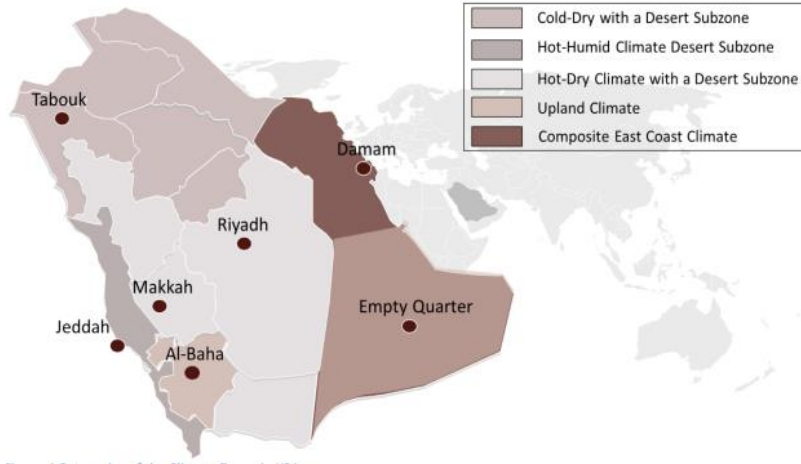 Cold-Dry with a Desert Subzone
Hot-Humid Climate Desert Subzone
Hot-Dry Climate with a Desert Subzone
Upland Climate
Composite East Coast Climate
Tabouk
Damam
Riyadh
Makkah
Empty Quarter
Jeddah
Al-Baha